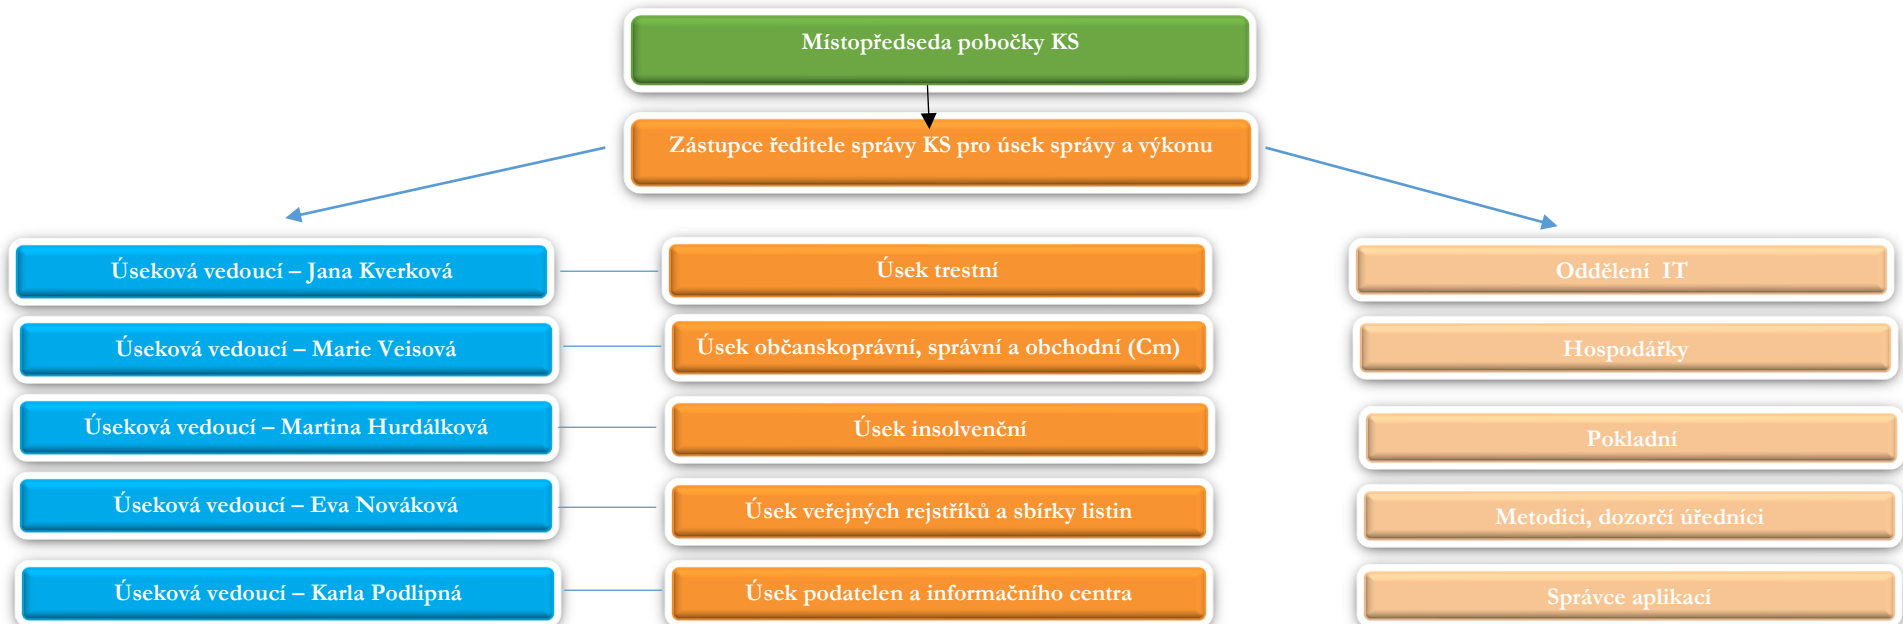 Místopředseda pobočky KS
Zástupce ředitele správy KS pro úsek správy a výkonu
Úseková vedoucí – Jana Kverková
Úsek trestní
Oddělení IT
Úseková vedoucí – Marie Veisová
Úsek občanskoprávní, správní a obchodní (Cm)
Hospodářky
Úseková vedoucí – Martina Hurdálková
Úsek insolvenční
Pokladní
Úseková vedoucí – Eva Nováková
Úsek veřejných rejstříků a sbírky listin
Metodici, dozorčí úředníci
Úseková vedoucí – Karla Podlipná
Úsek podatelen a informačního centra
Správce aplikací